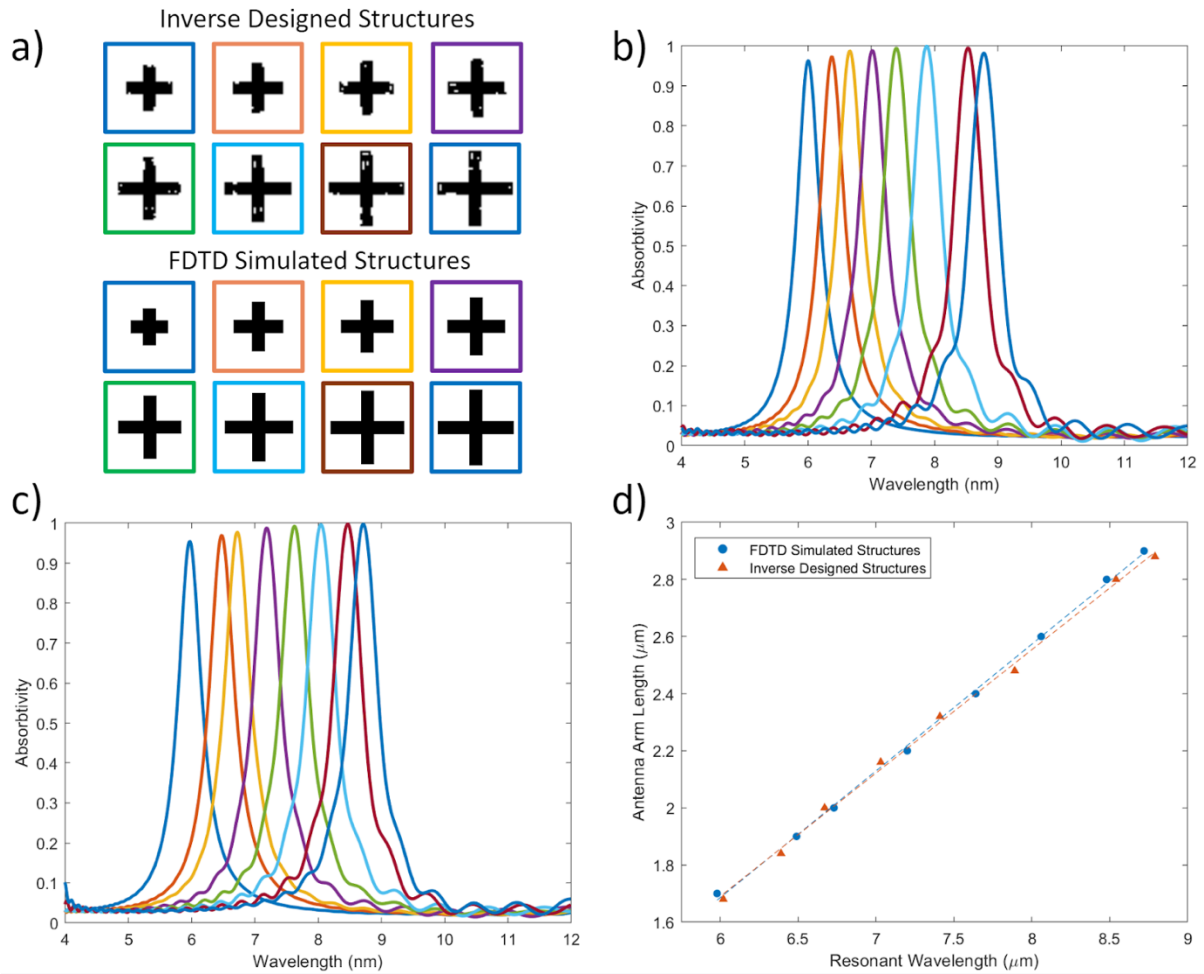 Inverse Designed Structures
a)
FDTD Simulated Structures
b)
1
0.9
0.8
0.7
0.6
0.5
0.4
0.3
0.2
0.1
0
Absorbtivity
4 5 6 7 8 9 10 11 12
Wavelength (nm)
c)
1
0.9
0.8
0.7
0.6
0.5
0.4
0.3
0.2
0.1
0
Absorbtivity
4 5 6 7 8 9 10 11 12
Wavelength (nm)
d)
3
2.8
2.6
2.4
2.2
2
1.8
1.6
Antenna Arm Length (μm)
FDTD Simulated Structures
Inverse Designed Structures
6 6.5 7 7.5 8 8.5 9
Resonant Wavelength (μm)